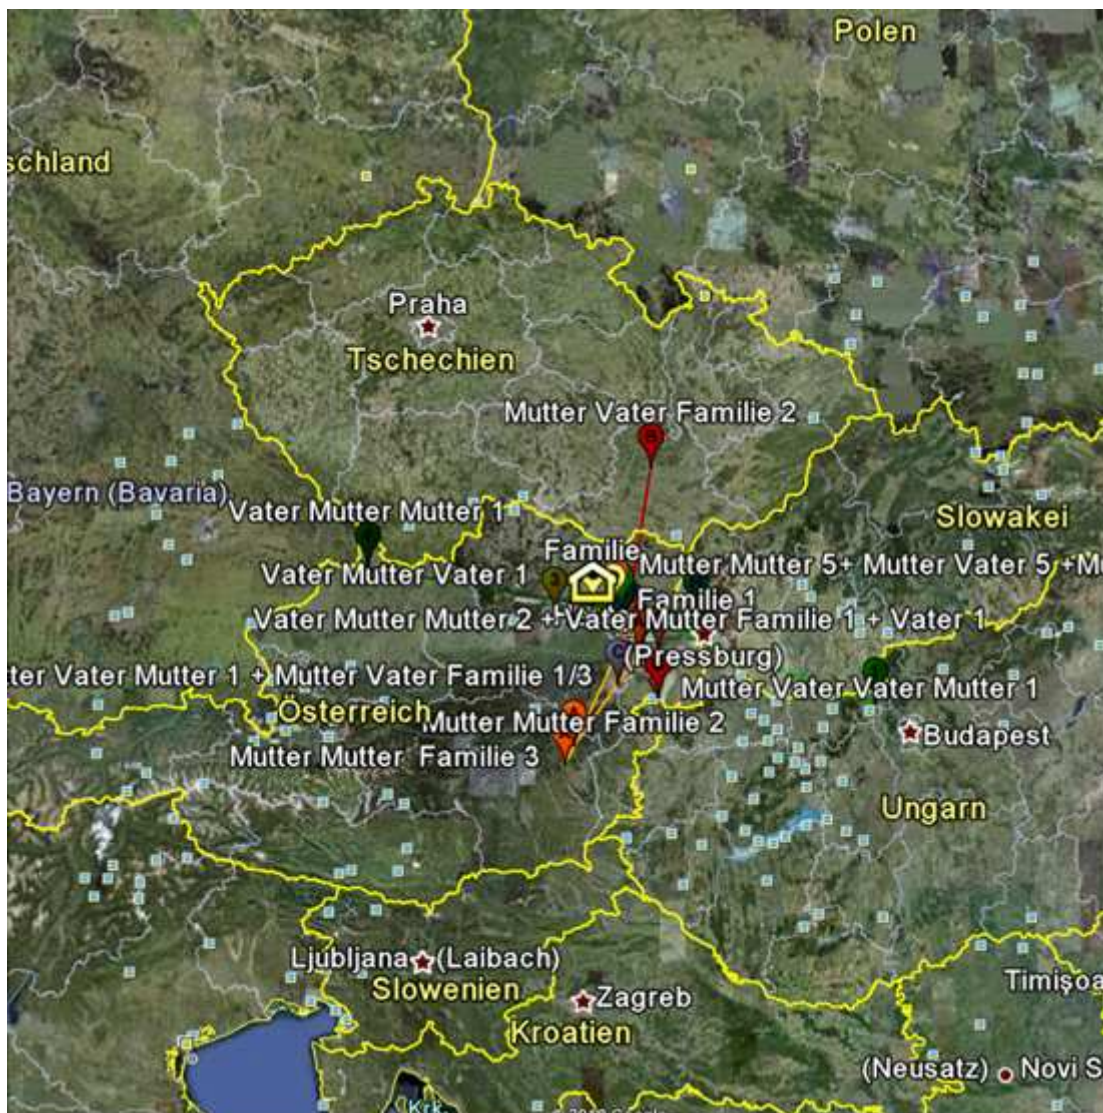 Polen
schland
Praha
Tschechien
Mutter Vater Familie 2
Bayern (Bavaria)
Vater Mutter Mutter 1
Slowakei
Familie
Vater Mutter Vater 1
Mutter Mutter 5+ Mutter Vater 5 +M
Familie 1
Vater Mutter Mutter 2 + Vater Mutter Familie 1 + Vater 1
(Pressburg)
ter Vater Mutter 1 + Mutter Vater Familie 1/3
Mutter Vater Vater Mutter 1
Österreich
Mutter Mutter Familie 2
Budapest
Mutter Mutter Familie 3
Ungarn
Ljubljana (Laibach)
Slowenien
Timișoa
Zagreb
Kroatien
(Neusatz) Novi S
Krk